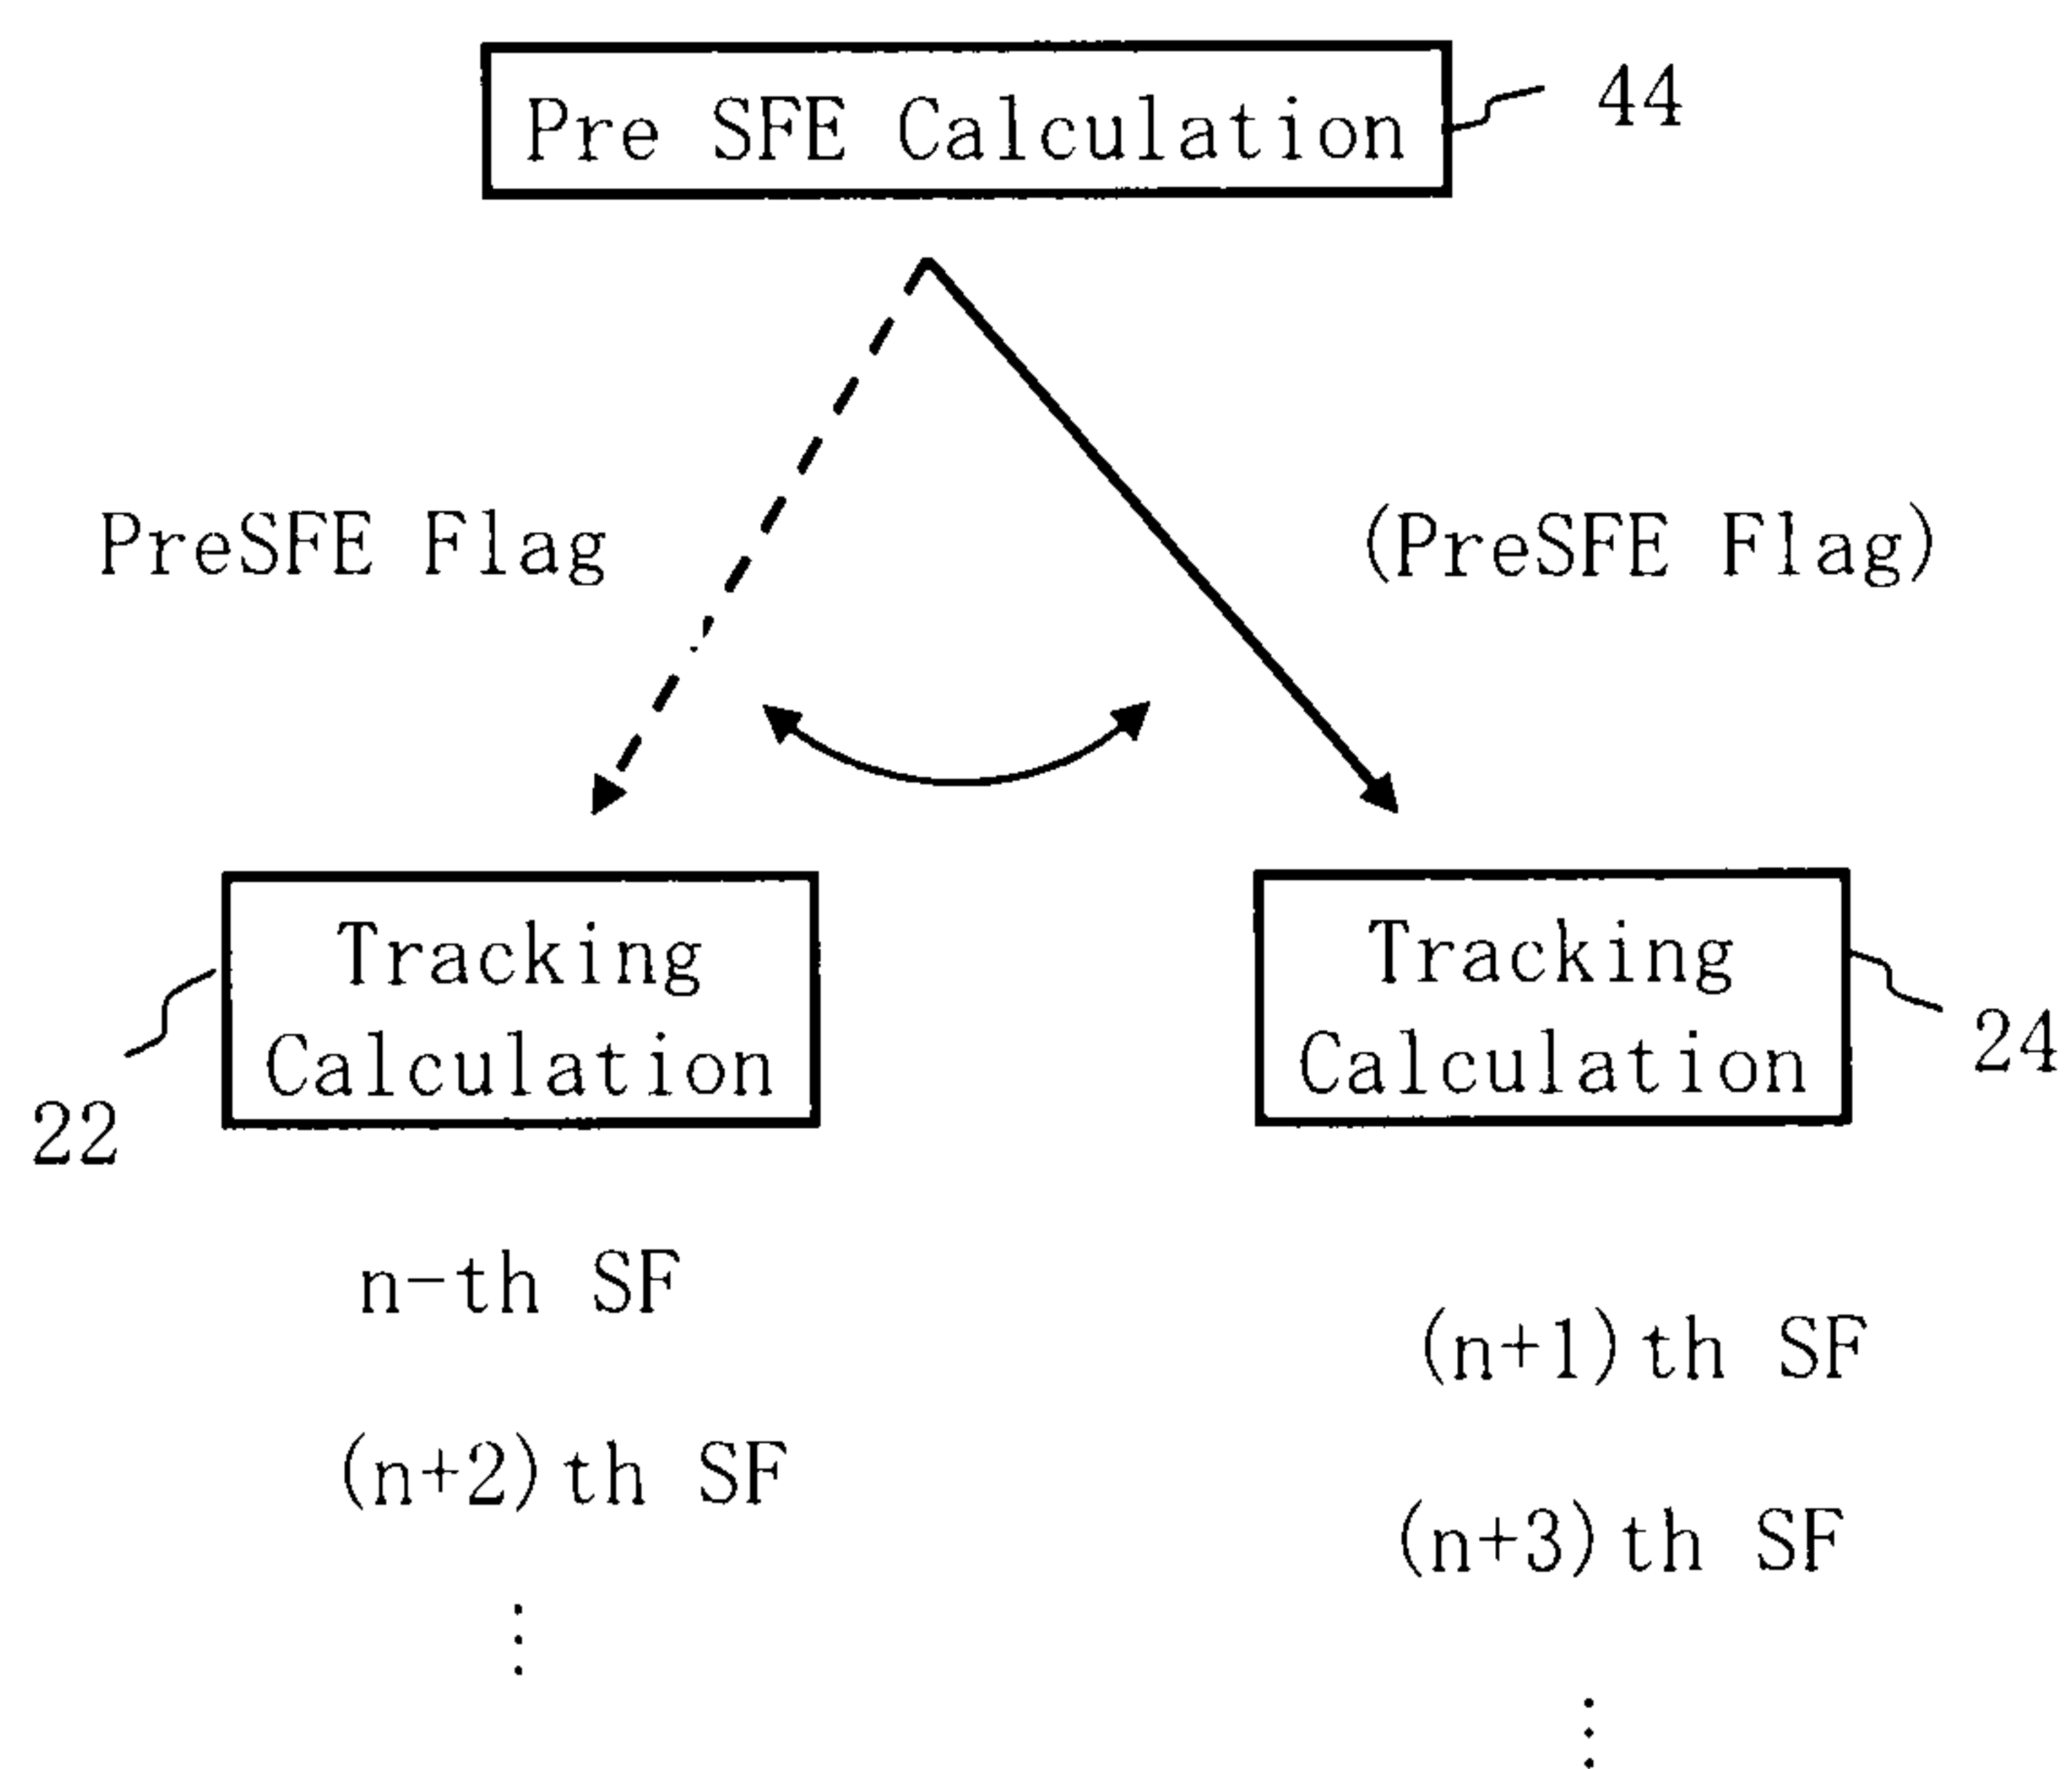 Pre SFE Calculation
44
PreSFE Flag
(PreSFE Flag)
Tracking
Calculation
22
Tracking
Calculation
24
n-th SF
(n+2)th SF
⋮
(n+1)th SF
(n+3)th SF
⋮